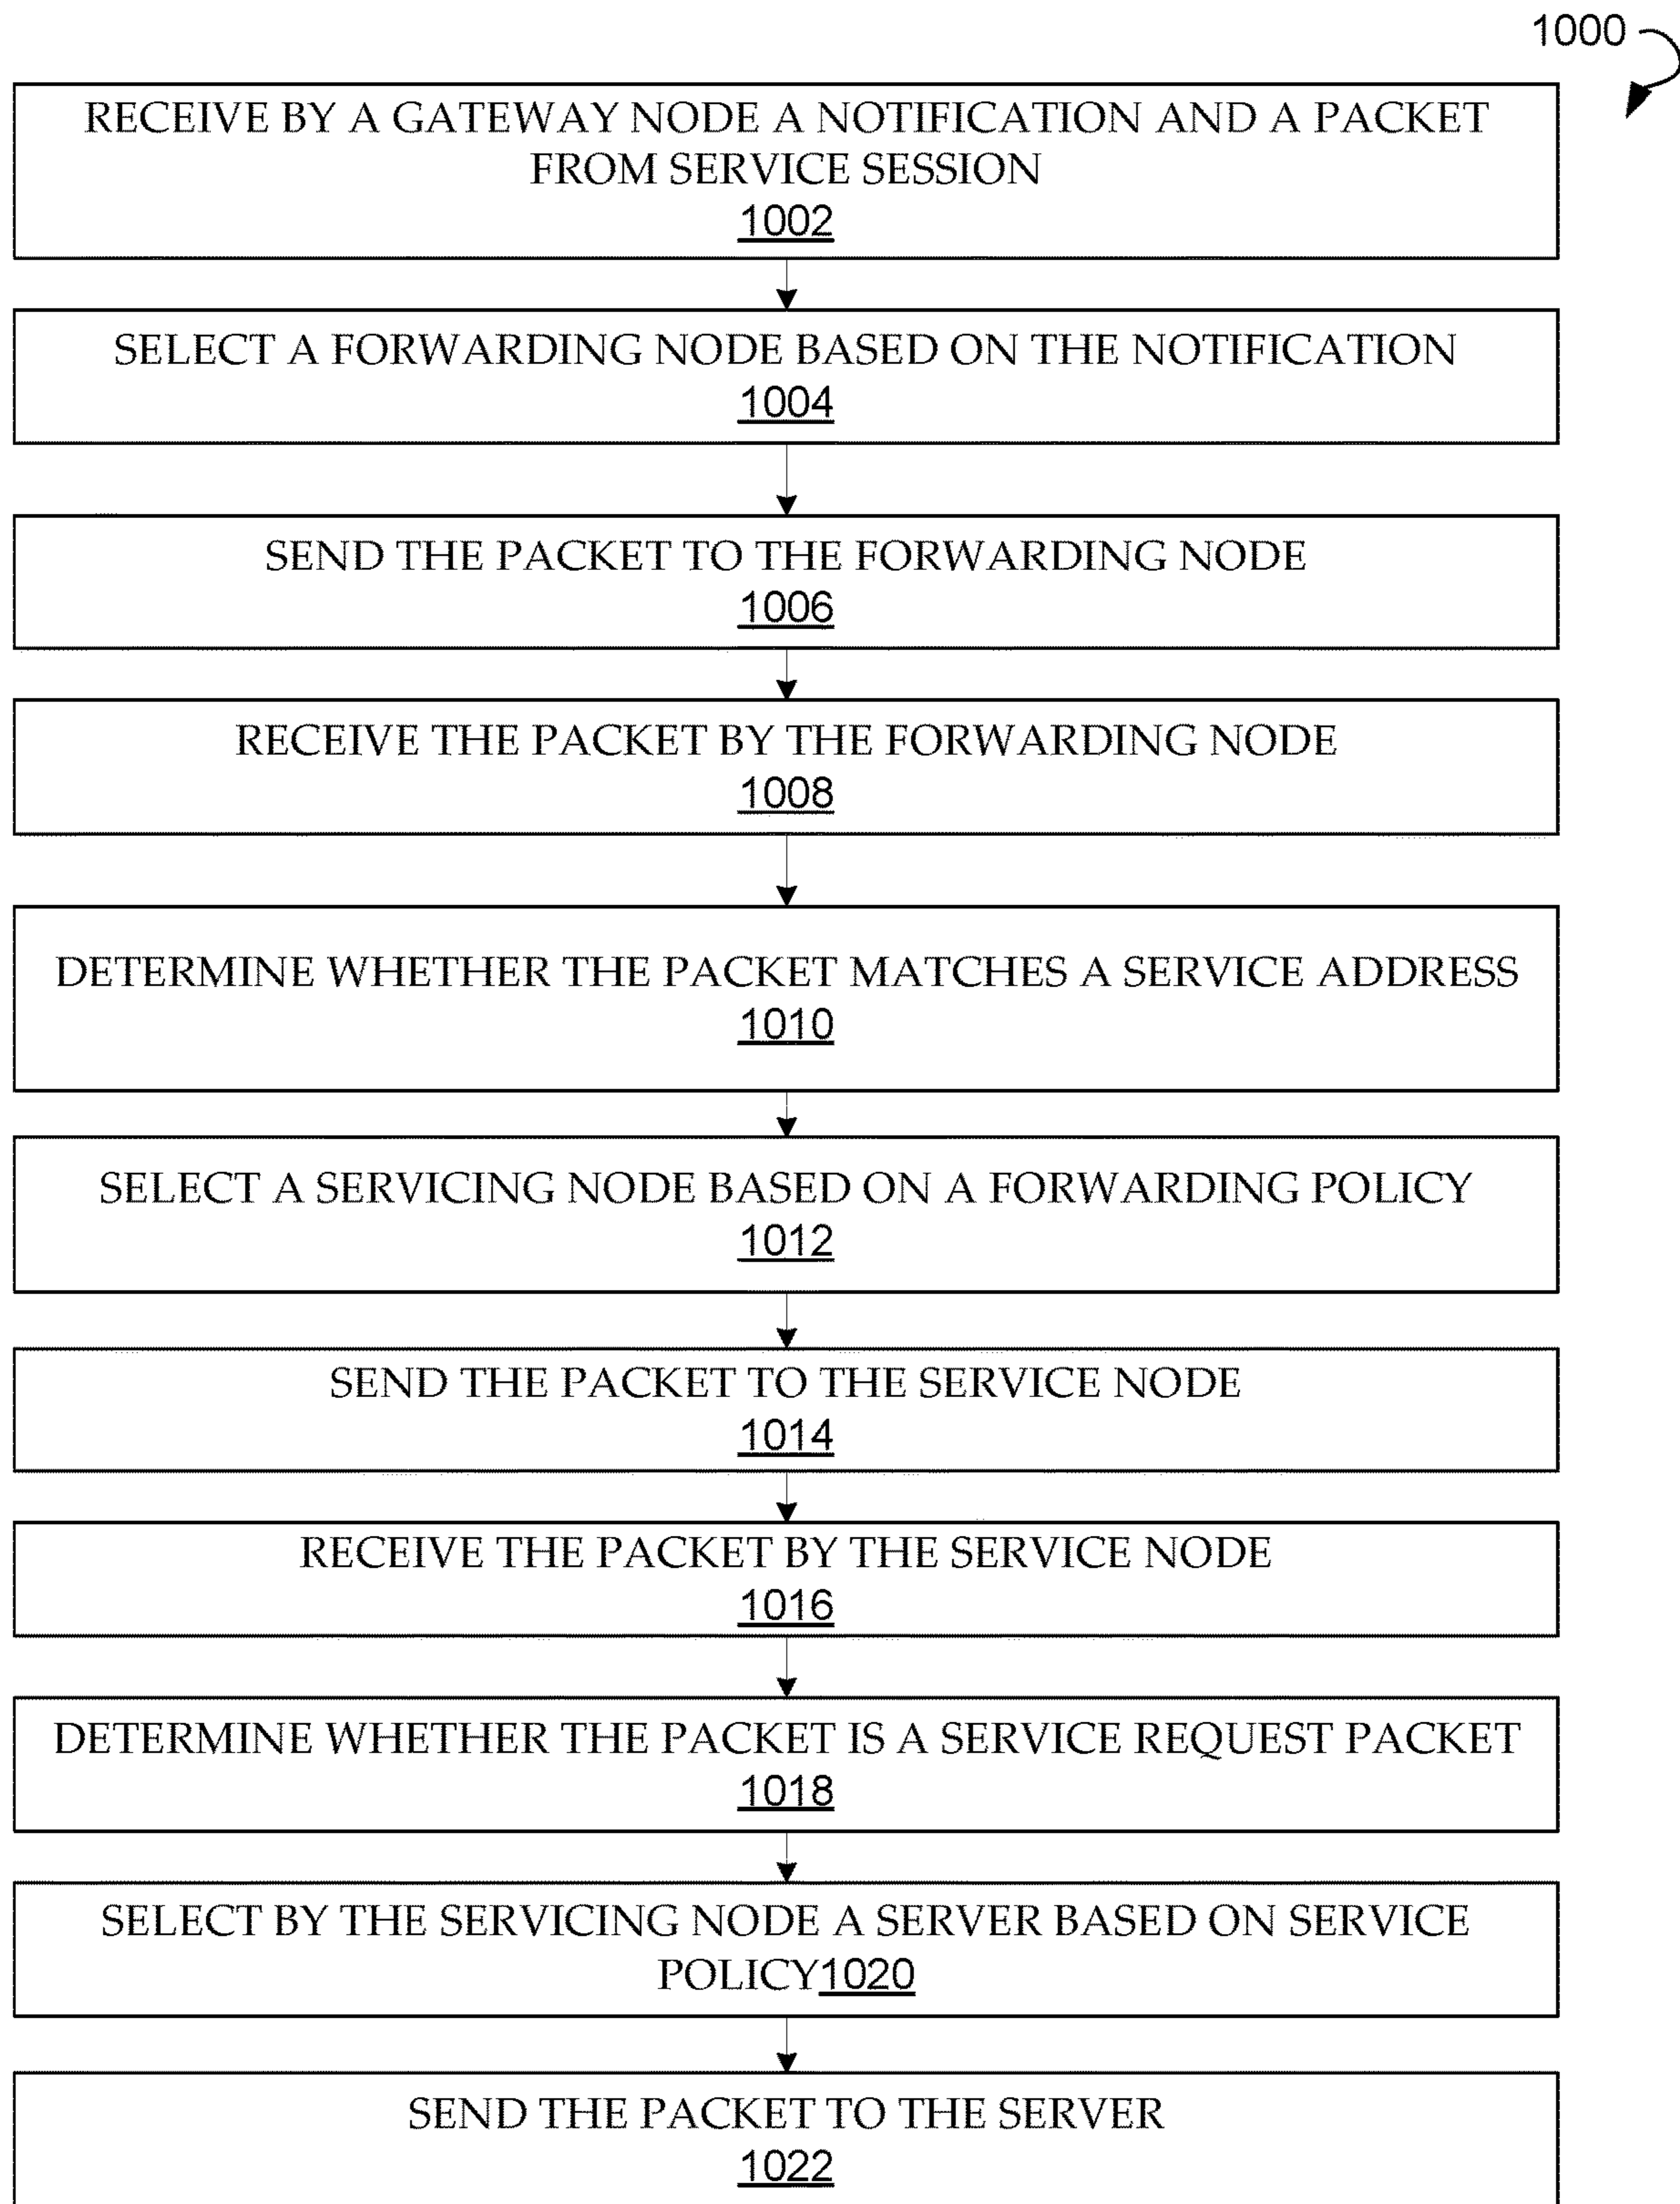 1000
RECEIVE BY A GATEWAY NODE A NOTIFICATION AND A PACKET
FROM SERVICE SESSION
1002
SELECT A FORWARDING NODE BASED ON THE NOTIFICATION
1004
SEND THE PACKET TO THE FORWARDING NODE
1006
RECEIVE THE PACKET BY THE FORWARDING NODE
1008
DETERMINE WHETHER THE PACKET MATCHES A SERVICE ADDRESS
1010
SELECT A SERVICING NODE BASED ON A FORWARDING POLICY
1012
SEND THE PACKET TO THE SERVICE NODE
1014
RECEIVE THE PACKET BY THE SERVICE NODE
1016
DETERMINE WHETHER THE PACKET IS A SERVICE REQUEST PACKET
1018
SELECT BY THE SERVICING NODE A SERVER BASED ON SERVICE
POLICY1020
SEND THE PACKET TO THE SERVER
1022